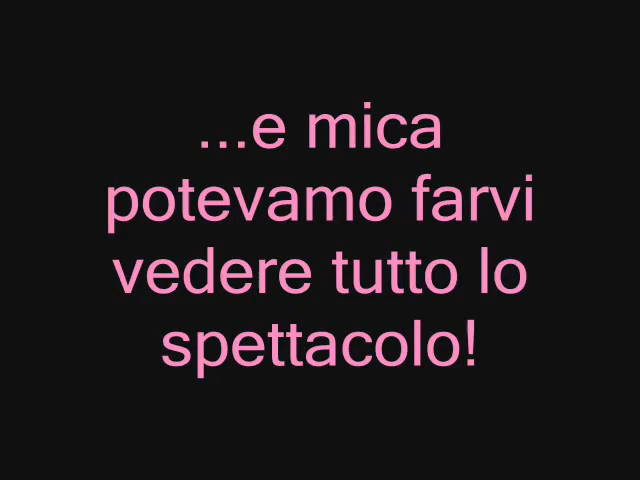 ...e mica
potevamo farvi
vedere tutto lo
spettacolo!